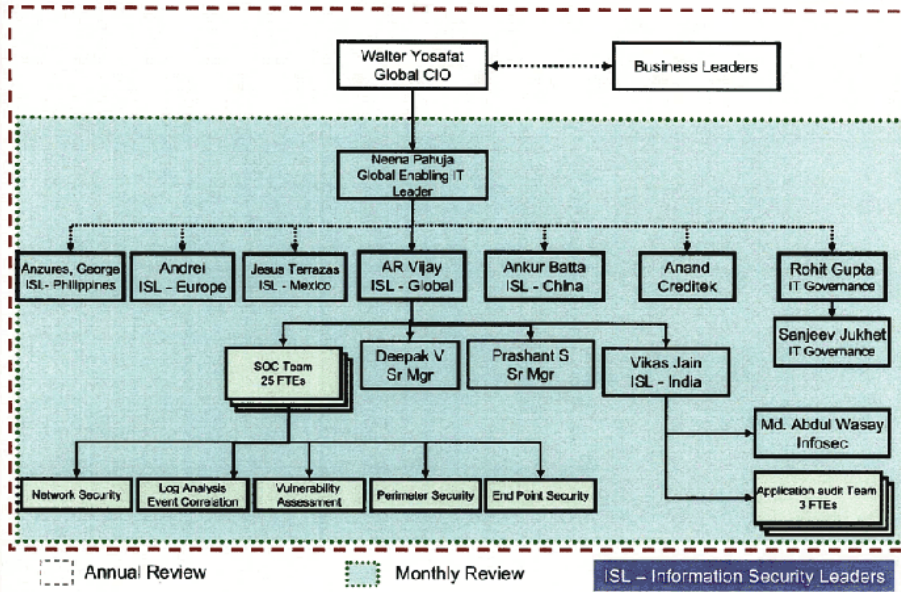 Walter Yosafat
Global CIO
Business Leaders
Neena Pahuja
Global Enabling IT
Leader
Anzures, George
ISL- Philippines
Andrei
ISL – Europe
Jesus Terrazas
ISL - Mexico
AR Vijay
ISL - Global
Ankur Batta
ISL – China
Anand
Creditek
Rohit Gupta
IT Governance
Sanjeev Jukhet
IT Governance
SOC Team
25 FTEs
Deepak V
Sr Mgr
Prashant S
Sr Mgr
Vikas Jain
ISL - India
Md. Abdul Wasay
Infosec
Network Security
Log Analysis
Event Correlation
Vulnerability
Assessment
Perimeter Security
End Point Security
Application audit Team
3 FTEs
Annual Review
Monthly Review
ISL – Information Security Leaders